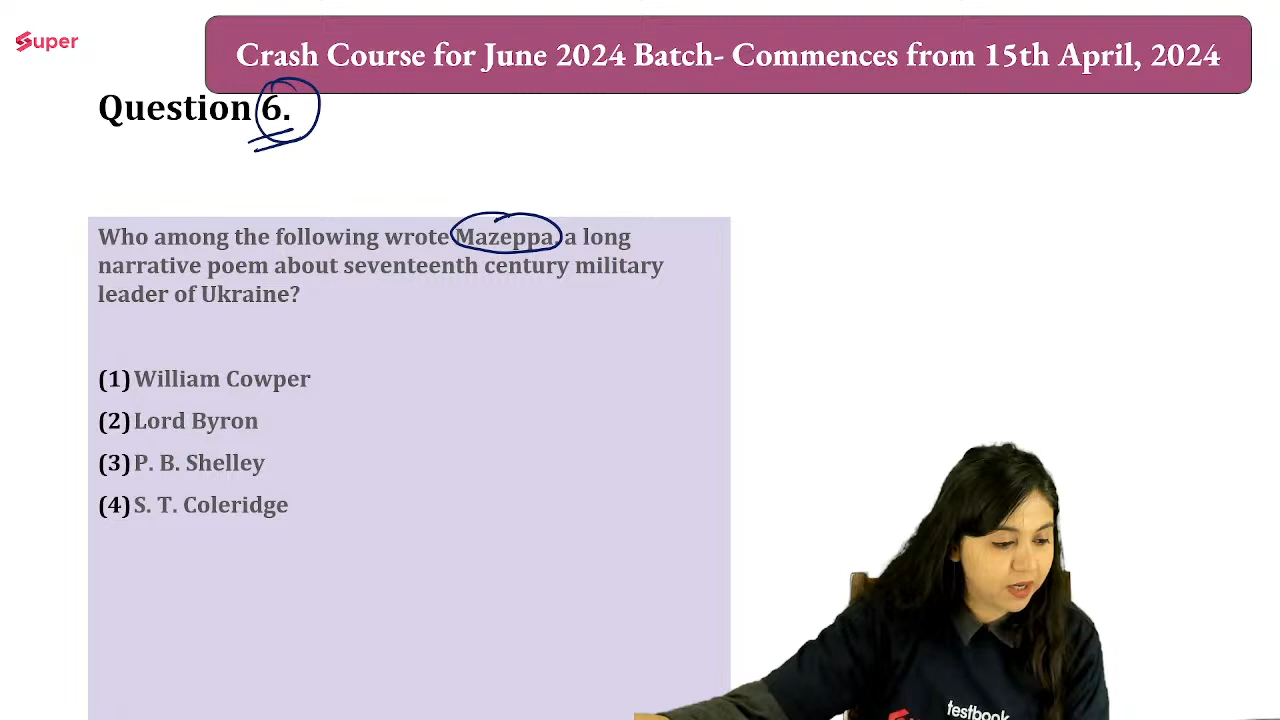 Super
Crash Course for June 2024 Batch- Commences from 15th April, 2024
Question 6.
Who among the following wrote Mazeppa, a long
narrative poem about seventeenth century military
leader of Ukraine?
(1) William Cowper
(2) Lord Byron
(3) P. B. Shelley
(4) S. T. Coleridge
testbook